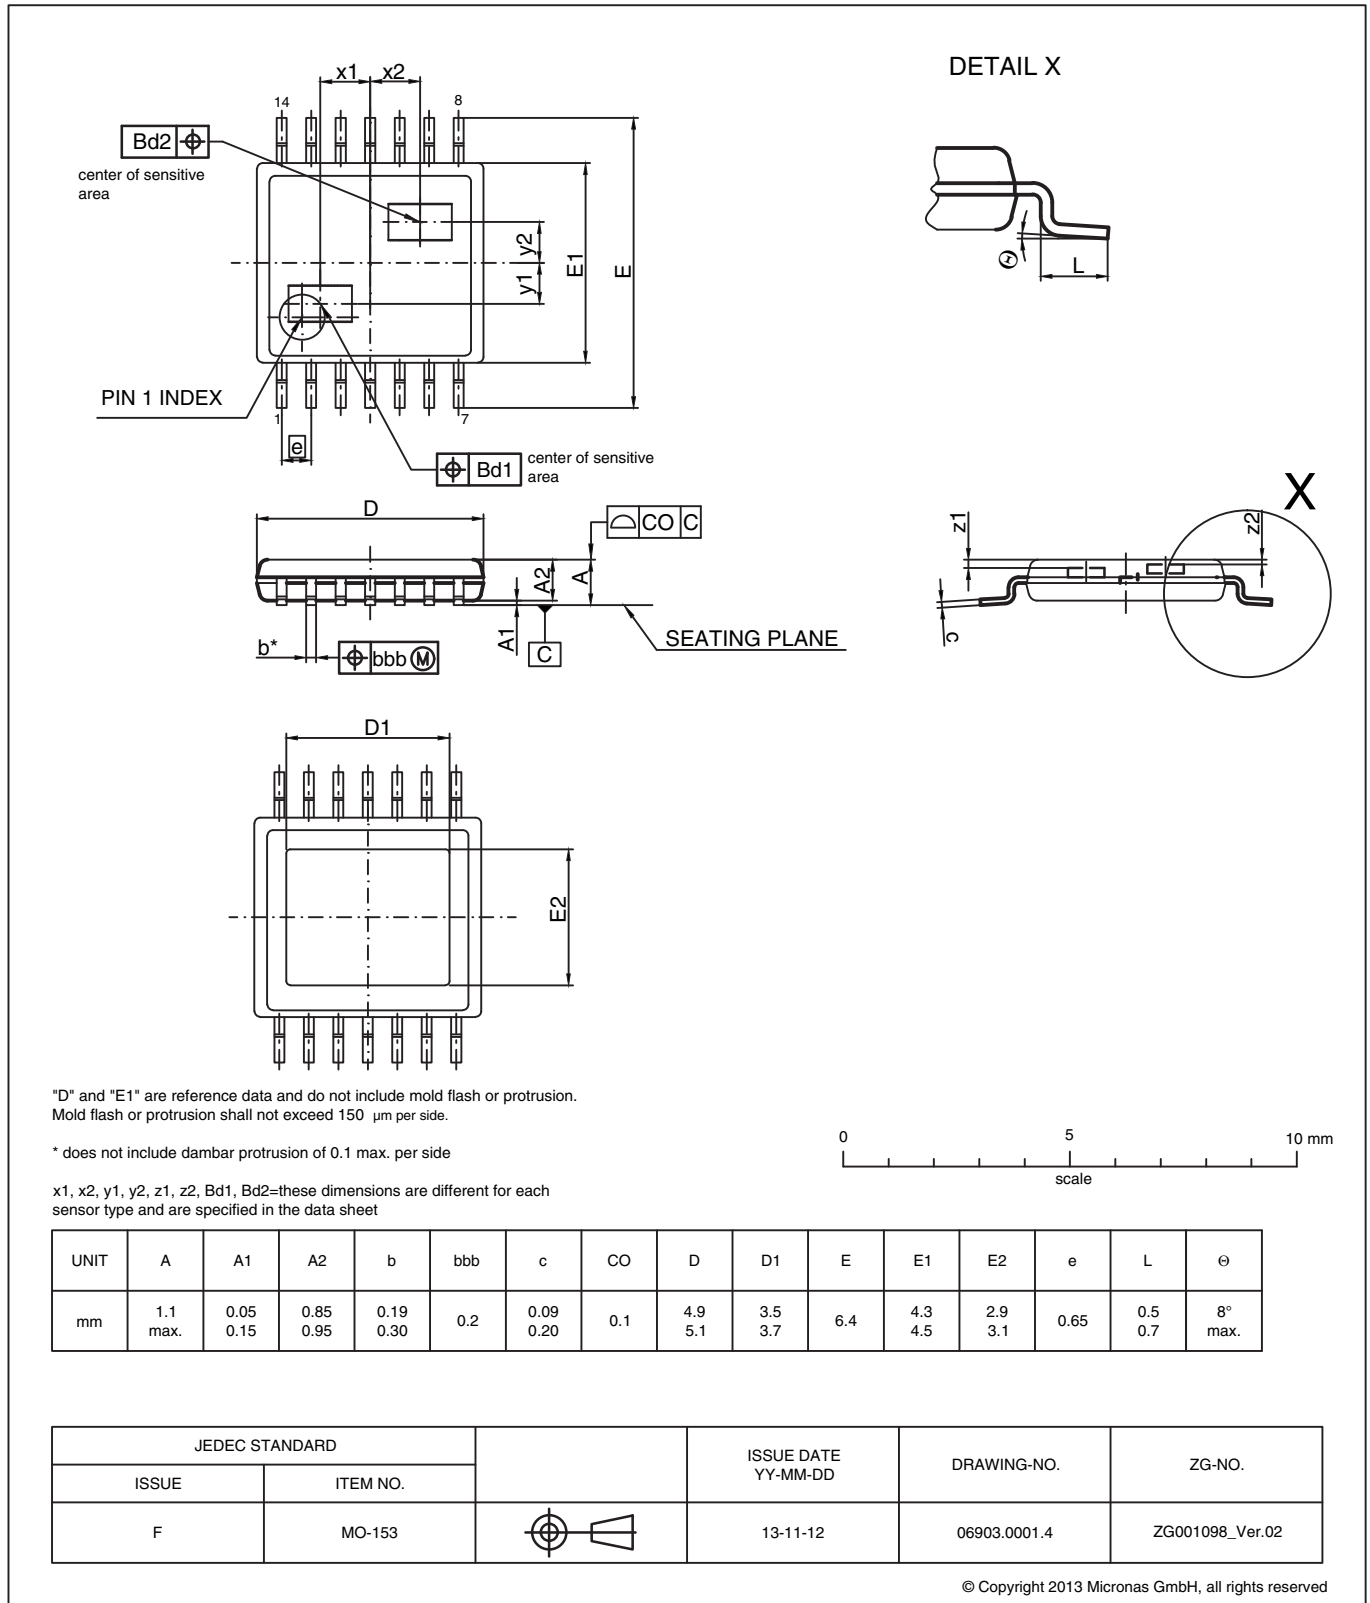 DETAIL X
x1 x2
14 8
Bd2
center of sensitive
area
y2
y1
E1
E
Θ
L
PIN 1 INDEX
1 7
e
Bd1
center of sensitive
area
D
CO C
A2
A
A1
b*
bbb M
C
SEATING PLANE
X
z1
z2
c
D1
E2
"D" and "E1" are reference data and do not include mold flash or protrusion.
Mold flash or protrusion shall not exceed 150 µm per side.
* does not include dambar protrusion of 0.1 max. per side
x1, x2, y1, y2, z1, z2, Bd1, Bd2=these dimensions are different for each
sensor type and are specified in the data sheet
0 5 10 mm
scale
UNIT A A1 A2 b bbb c CO D D1 E E1 E2 e L Θ
mm 1.1 max. 0.05 0.15 0.85 0.95 0.19 0.30 0.2 0.09 0.20 0.1 4.9 5.1 3.5 3.7 6.4 4.3 4.5 2.9 3.1 0.65 0.5 0.7 8° max.
JEDEC STANDARD
ISSUE ITEM NO.
ISSUE DATE
YY-MM-DD
DRAWING-NO.
ZG-NO.
F MO-153 13-11-12 06903.0001.4 ZG001098_Ver.02
© Copyright 2013 Micronas GmbH, all rights reserved